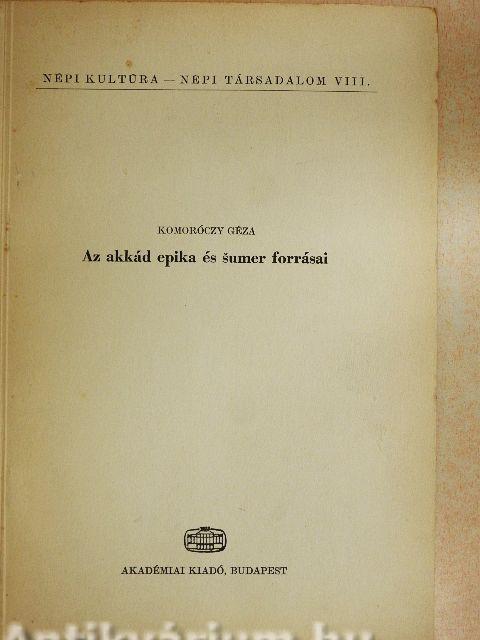 NÉPI KULTÚRA — NÉPI TÁRSADALOM VIII.
KOMORÓCZY GÉZA
Az akkád epika és šumer forrásai
AKADÉMIAI KIADÓ, BUDAPEST
Antikvárium.hu